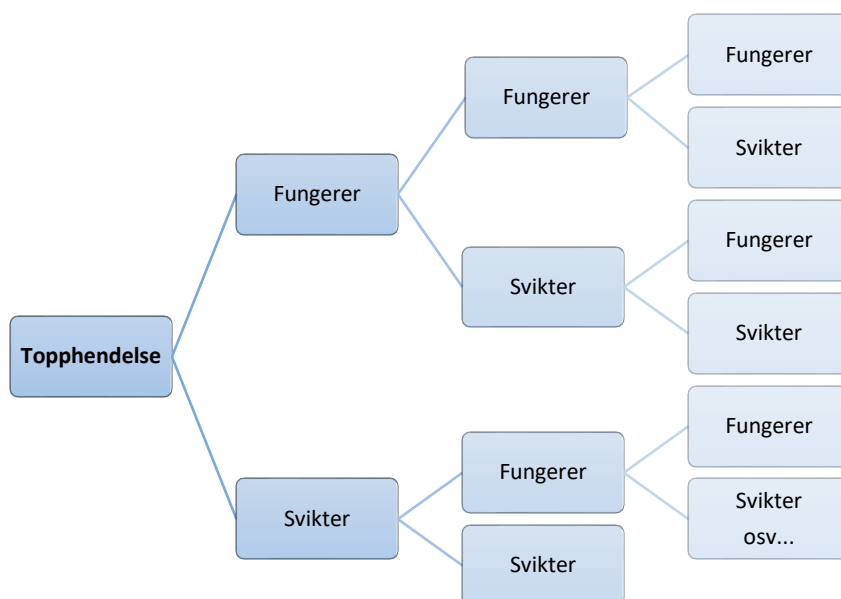 Topphendelse
Fungerer
Fungerer
Fungerer
Svikter
Svikter
Fungerer
Svikter
Svikter
Fungerer
Fungerer
Svikter
osv...
Svikter